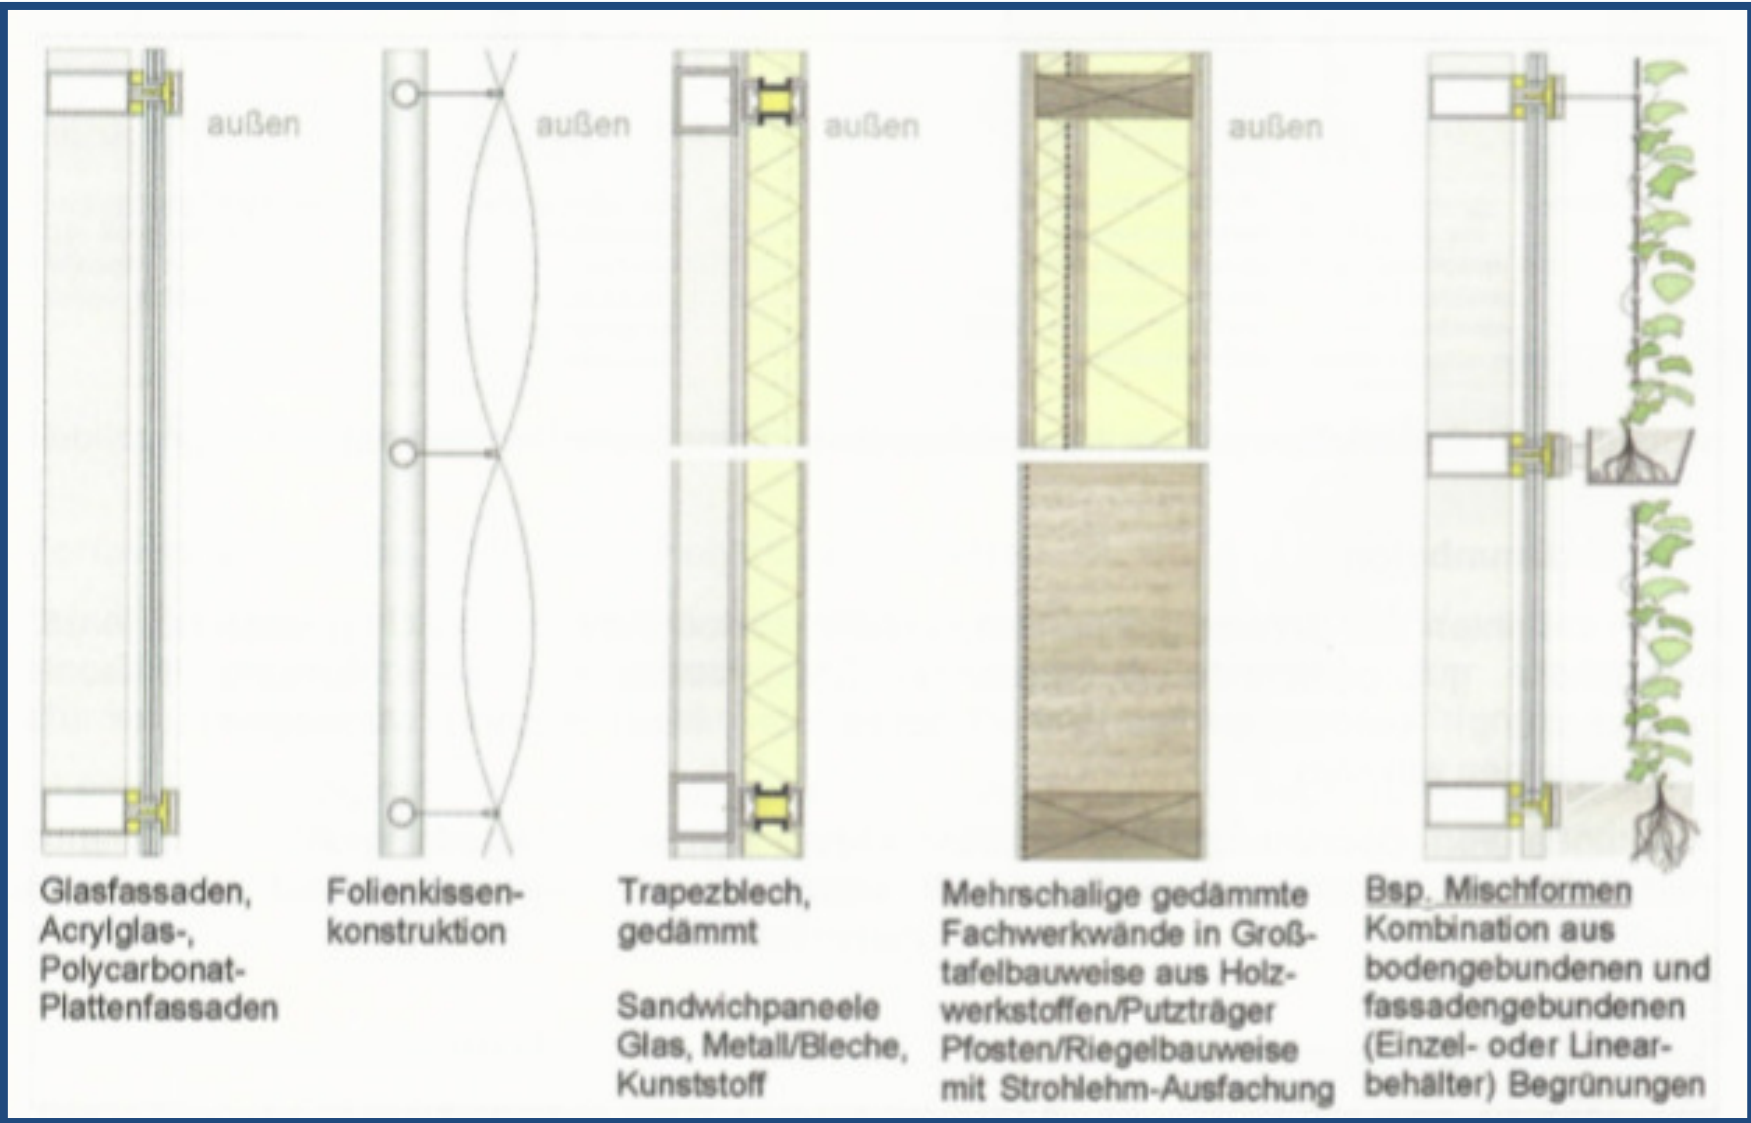 außen
außen
außen
außen
Glasfassaden,
Acrylglas-,
Polycarbonat-
Plattenfassaden
Folienkissen-
konstruktion
Trapezblech,
gedämmt
Sandwichpaneele
Glas, Metall/Bleche,
Kunststoff
Mehrschalige gedämmte
Fachwerkwände in Groß-
tafelbauweise aus Holz-
werkstoffen/Putzträger
Pfosten/Riegelbauweise
mit Strohlehm-Ausfachung
Bsp. Mischformen
Kombination aus
bodengebundenen und
fassadengebundenen
(Einzel- oder Linear-
behälter) Begrünungen